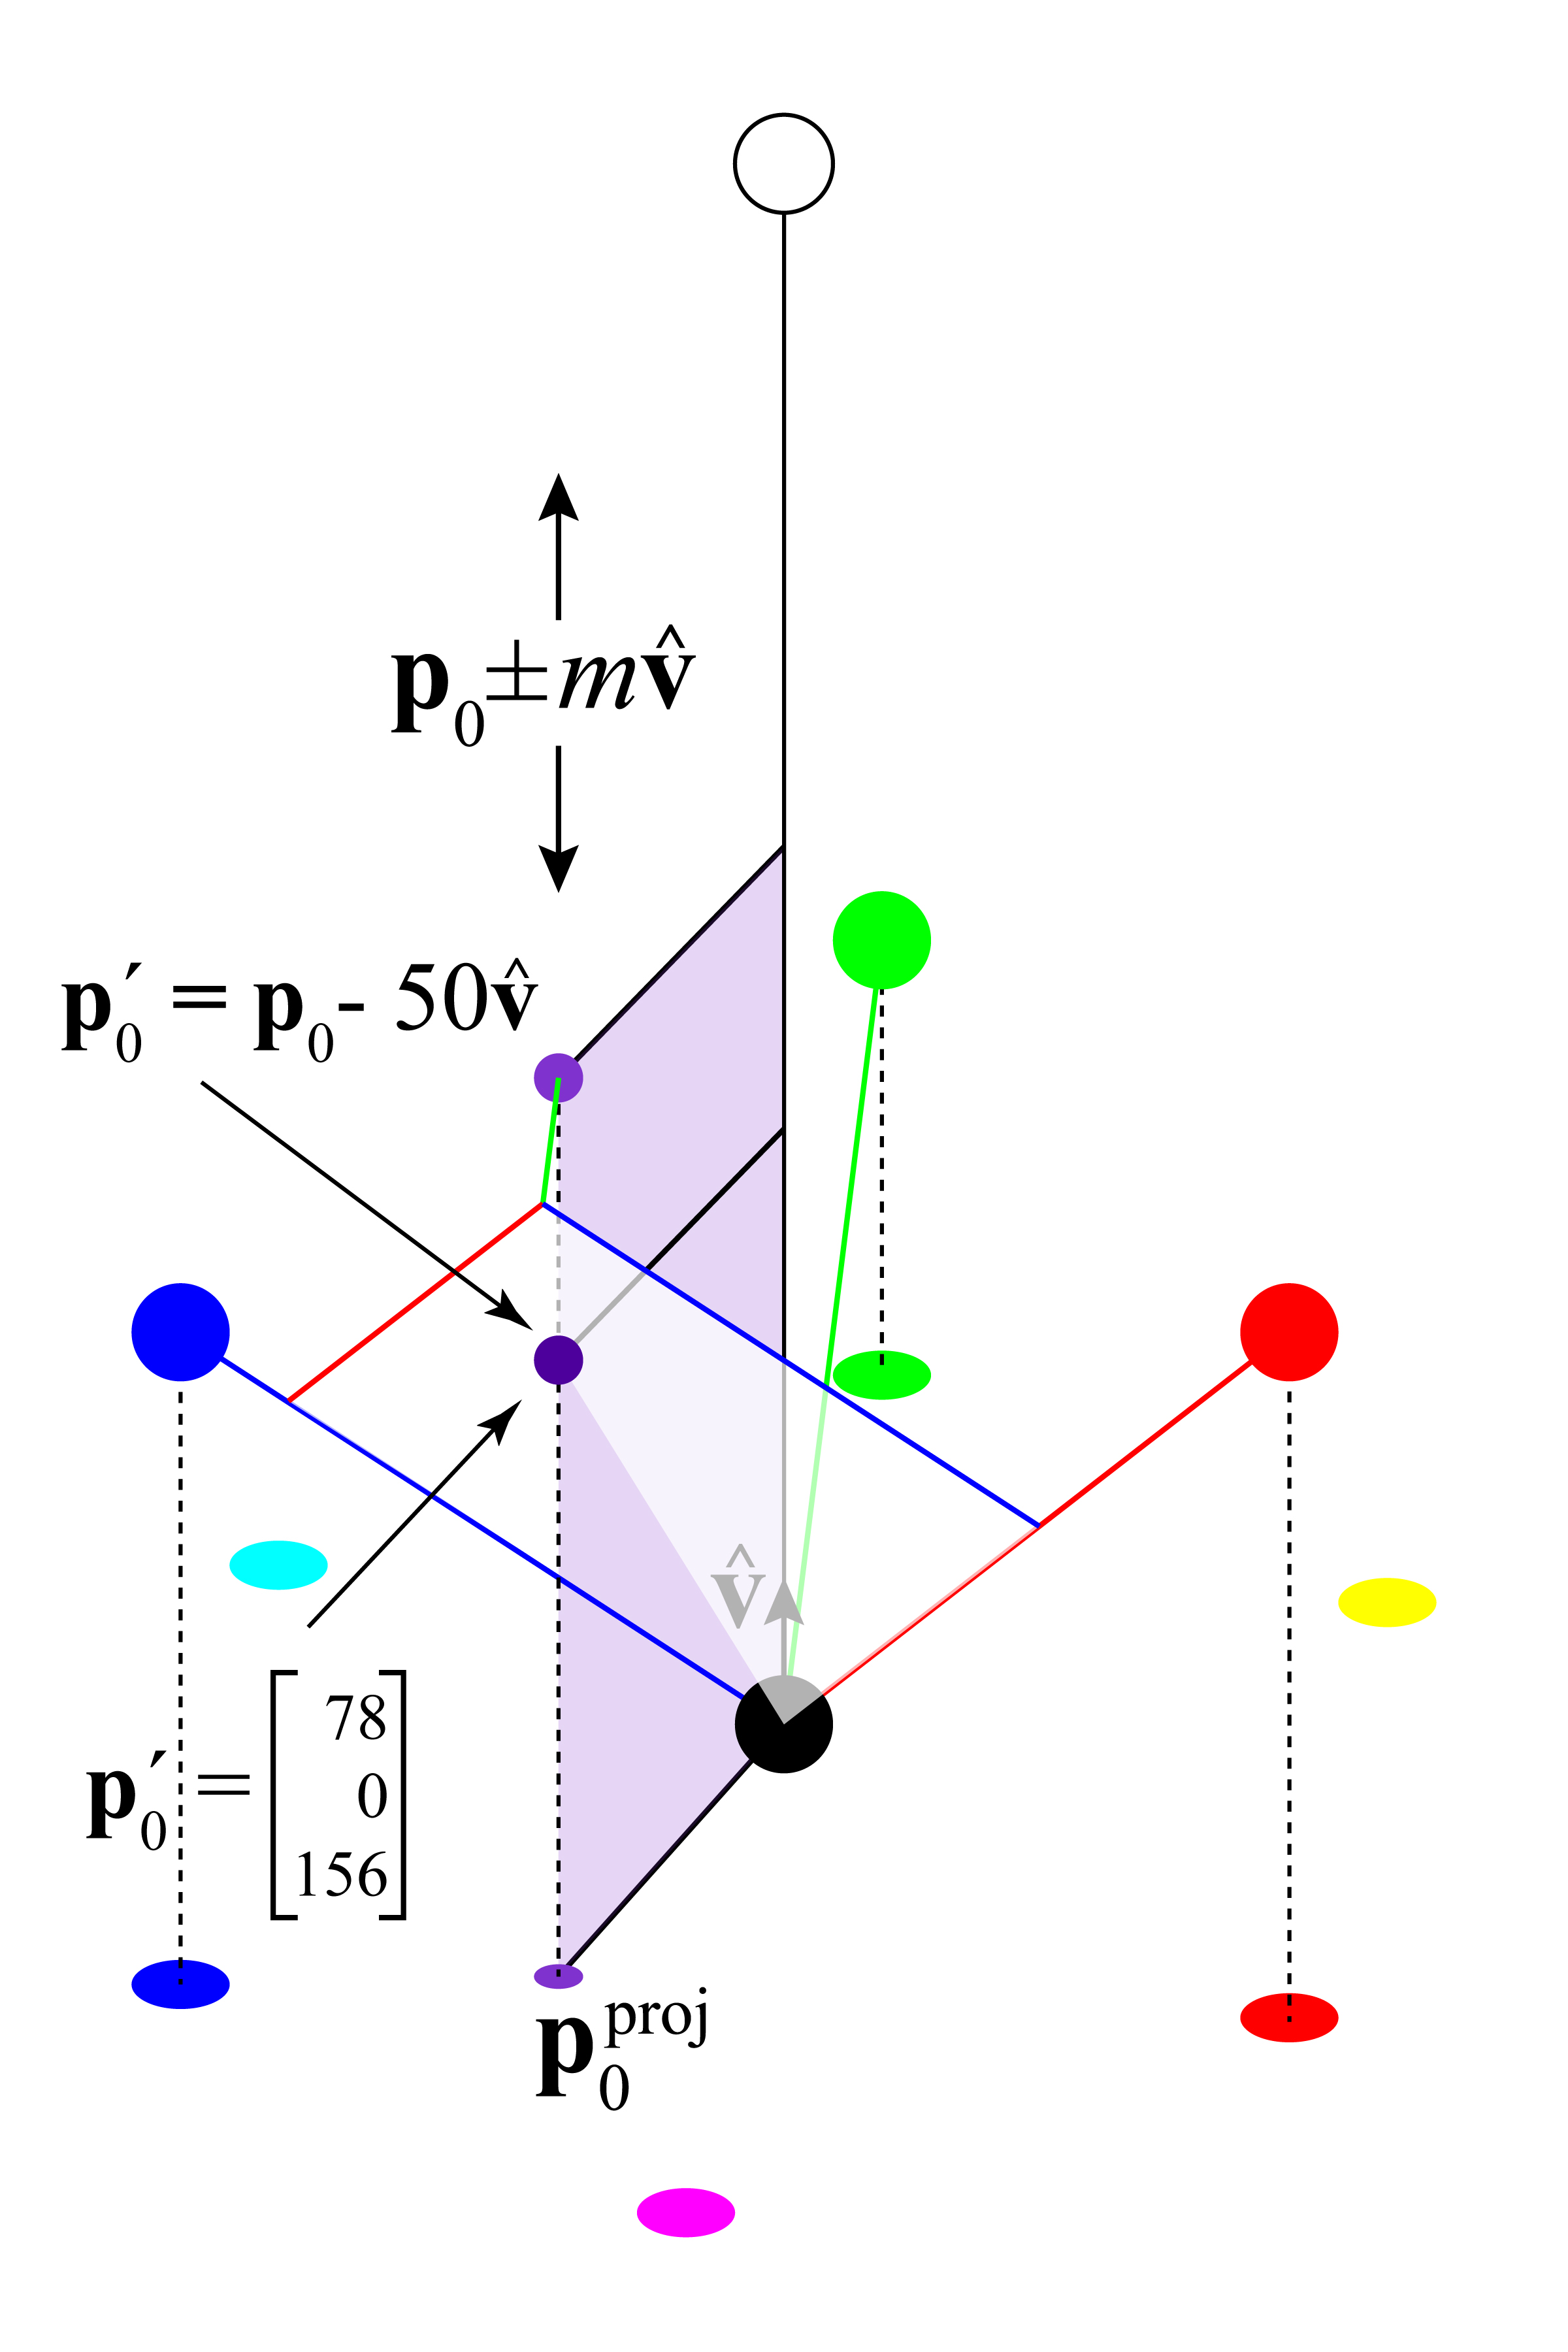 p₀ ± mv̂
p₀′ = p₀ - 50v̂
v̂
p₀′ = [78
0
156]
p₀ᵖʳᵒʲ